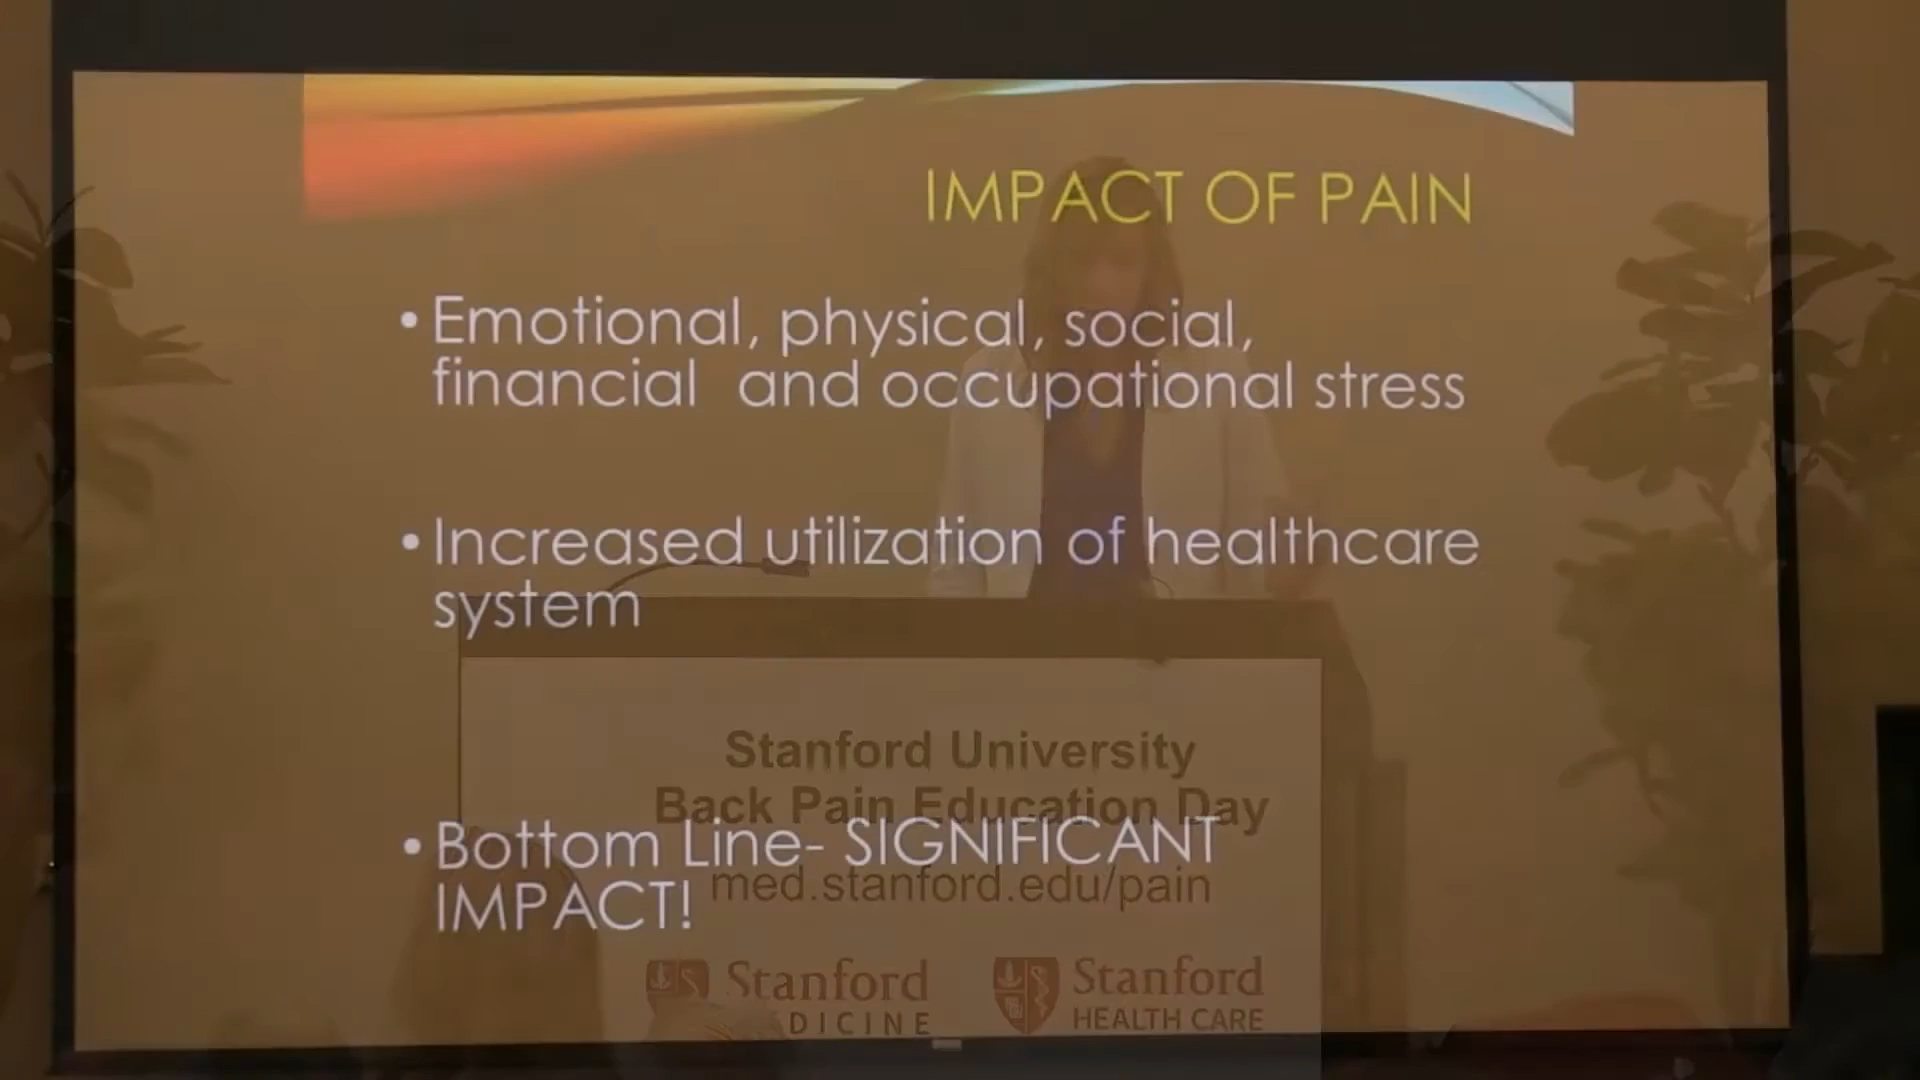 IMPACT OF PAIN
• Emotional, physical, social,
financial and occupational stress
• Increased utilization of healthcare
system
• Bottom Line- SIGNIFICANT
IMPACT!
Stanford University
Back Pain Education Day
med.stanford.edu/pain
Stanford
DICINE
Stanford
HEALTH CARE